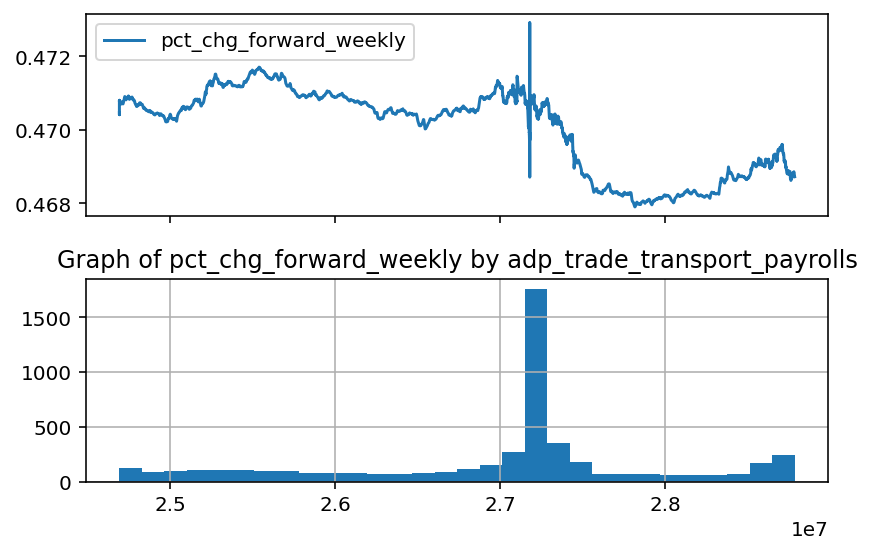 pct_chg_forward_weekly
0.472
0.470
0.468
Graph of pct_chg_forward_weekly by adp_trade_transport_payrolls
1500
1000
500
0
2.5 2.6 2.7 2.8
1e7